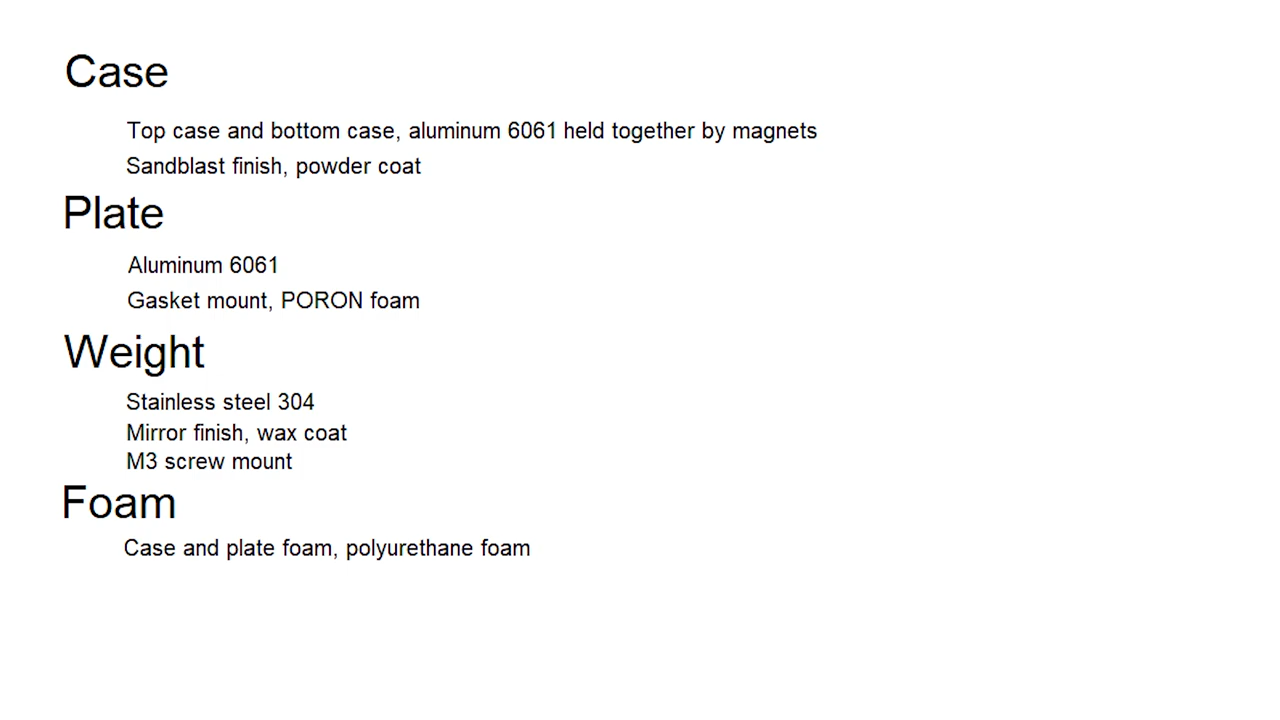 Case
Top case and bottom case, aluminum 6061 held together by magnets
Sandblast finish, powder coat
Plate
Aluminum 6061
Gasket mount, PORON foam
Weight
Stainless steel 304
Mirror finish, wax coat
M3 screw mount
Foam
Case and plate foam, polyurethane foam